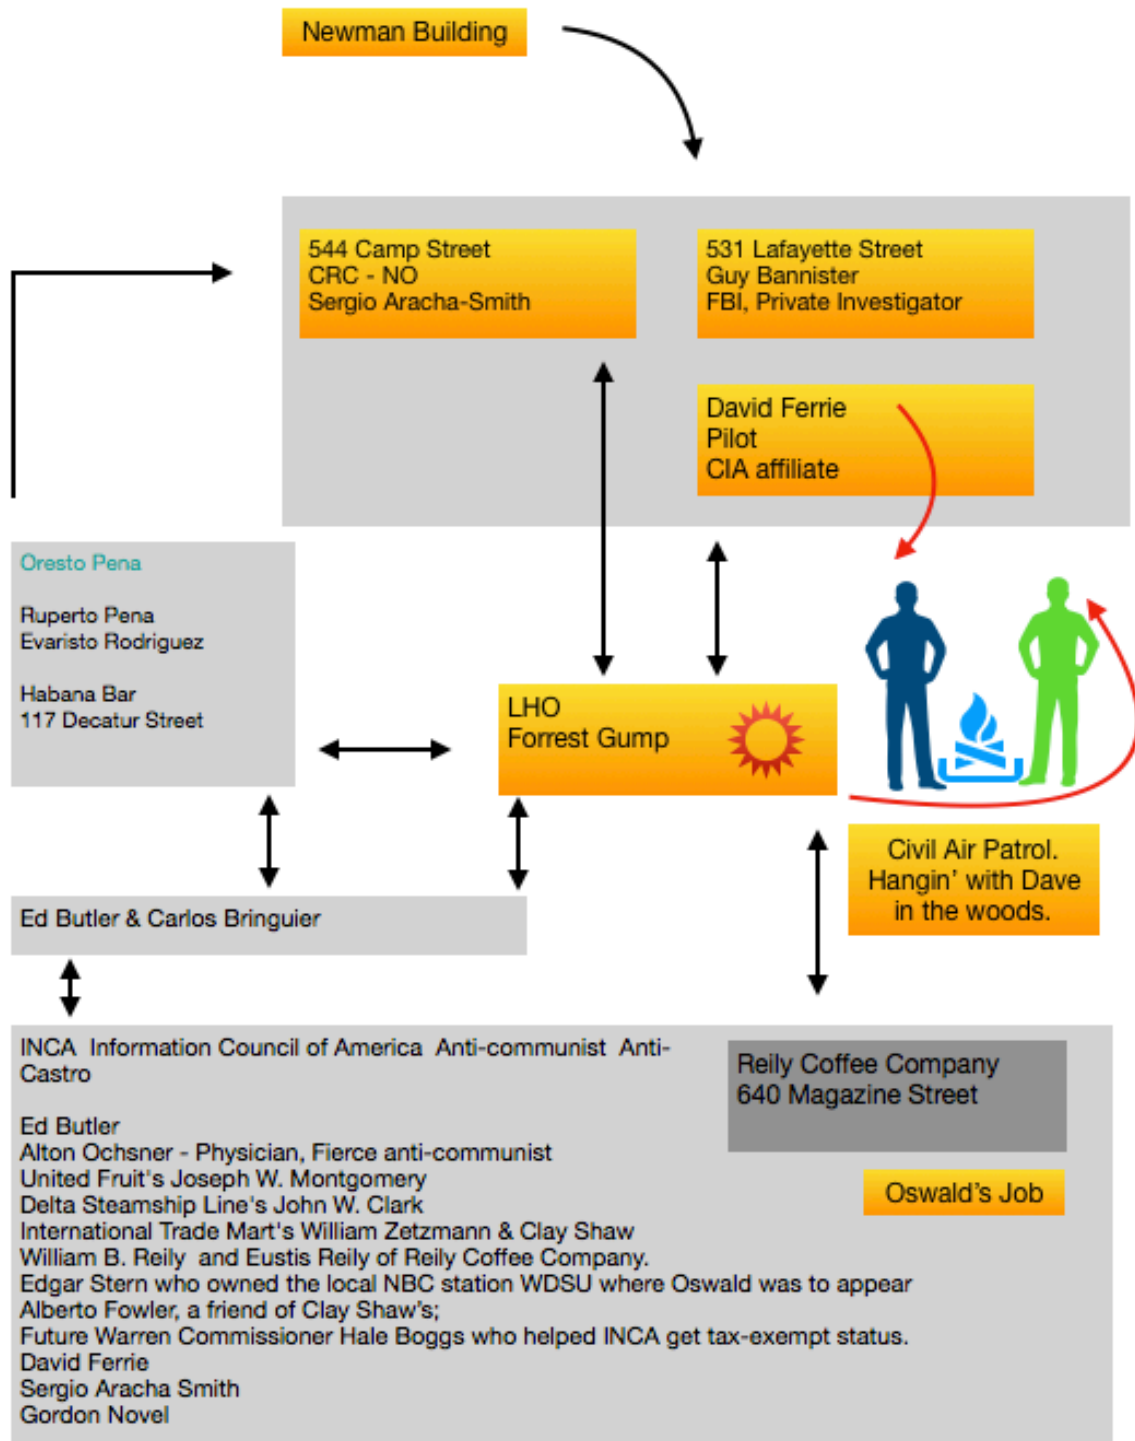 Newman Building
544 Camp Street
CRC - NO
Sergio Aracha-Smith
531 Lafayette Street
Guy Bannister
FBI, Private Investigator
David Ferrie
Pilot
CIA affiliate
Oresto Pena
Ruperto Pena
Evaristo Rodriguez
Habana Bar
117 Decatur Street
LHO
Forrest Gump
Civil Air Patrol.
Hangin' with Dave
in the woods.
Ed Butler & Carlos Bringuier
INCA  Information Council of America  Anti-communist  Anti-
Castro
Reily Coffee Company
640 Magazine Street
Oswald's Job
Ed Butler
Alton Ochsner - Physician, Fierce anti-communist
United Fruit's Joseph W. Montgomery
Delta Steamship Line's John W. Clark
International Trade Mart's William Zetzmann & Clay Shaw
William B. Reily  and Eustis Reily of Reily Coffee Company.
Edgar Stern who owned the local NBC station WDSU where Oswald was to appear
Alberto Fowler, a friend of Clay Shaw's;
Future Warren Commissioner Hale Boggs who helped INCA get tax-exempt status.
David Ferrie
Sergio Aracha Smith
Gordon Novel